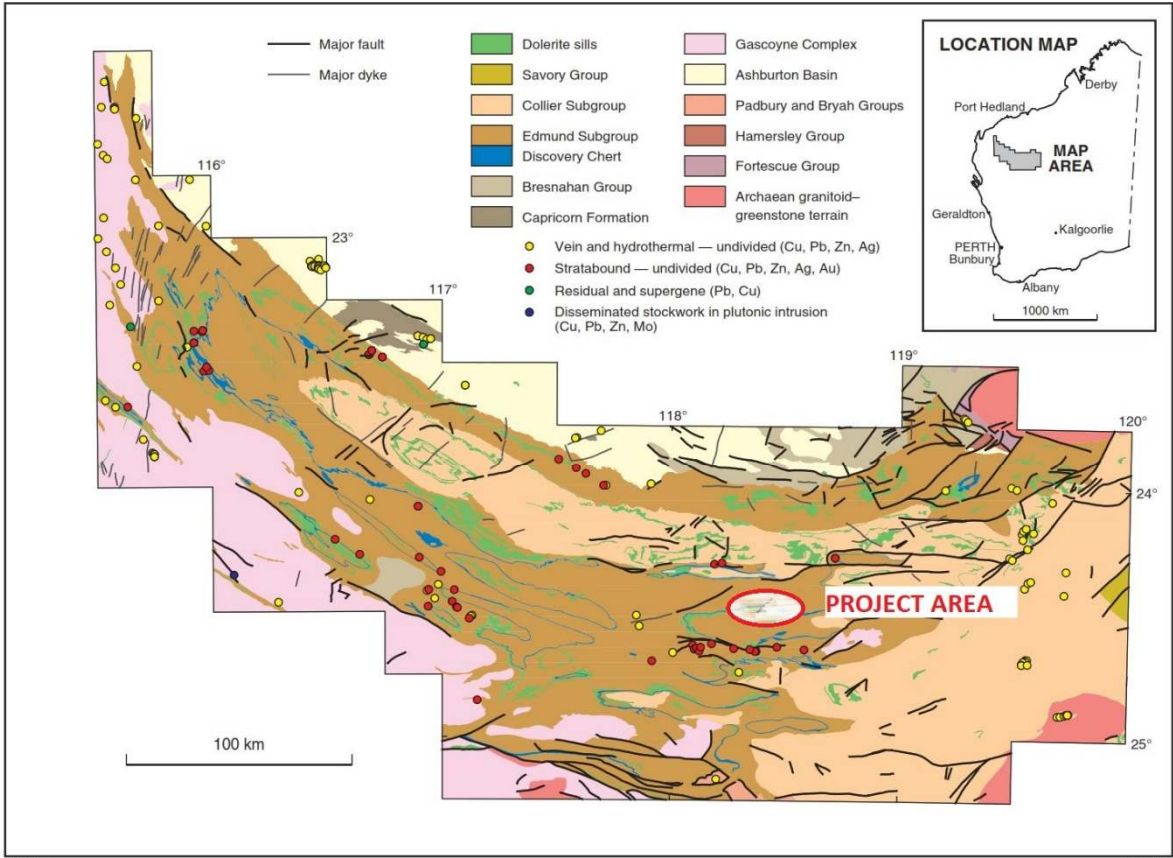 Major fault
Major dyke
Dolerite sills
Savory Group
Collier Subgroup
Edmund Subgroup
Discovery Chert
Bresnahan Group
Capricorn Formation
Gascoyne Complex
Ashburton Basin
Padbury and Bryah Groups
Hamersley Group
Fortescue Group
Archaean granitoid–
greenstone terrain
Vein and hydrothermal — undivided (Cu, Pb, Zn, Ag)
Stratabound — undivided (Cu, Pb, Zn, Ag, Au)
Residual and supergene (Pb, Cu)
Disseminated stockwork in plutonic intrusion
(Cu, Pb, Zn, Mo)
LOCATION MAP
Derby
Port Hedland
MAP
AREA
Geraldton
Kalgoorlie
PERTH
Bunbury
Albany
1000 km
116°
23°
117°
118°
119°
120°
24°
PROJECT AREA
100 km
25°